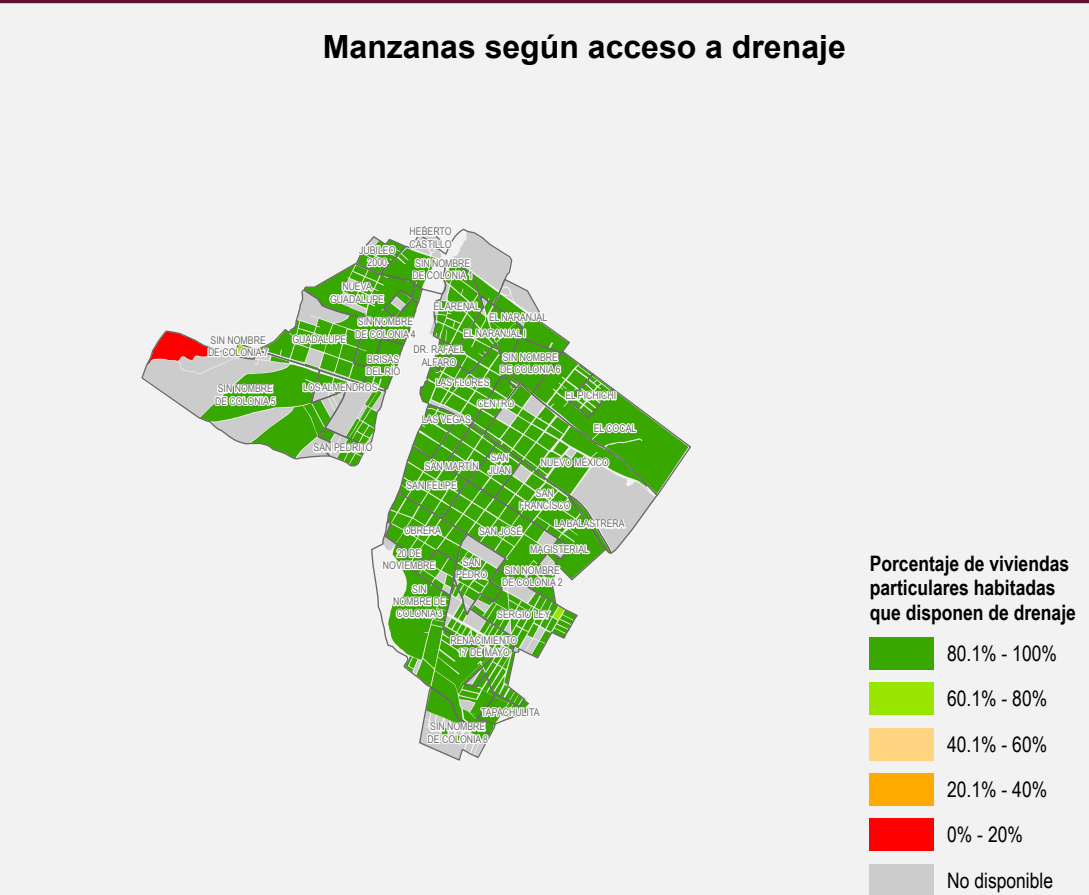 Manzanas según acceso a drenaje
HEBERTO
CASTILLO
JUBILEO
2000
SIN NOMBRE
DE COLONIA 1
NUEVA
GUADALUPE
EL ARENAL
EL NARANJAL
SIN NOMBRE
DE COLONIA 4
EL NARANJAL I
GUADALUPE
SIN NOMBRE
DE COLONIA 7
DR. RAFAEL
ALFARO
BRISAS
DEL RÍO
SIN NOMBRE
DE COLONIA 6
LOS ALMENDROS
SIN NOMBRE
DE COLONIA 5
LAS FLORES
EL PICHICHI
CENTRO
LAS VEGAS
EL COCAL
SAN PEDRITO
SAN MARTÍN
SAN
JUAN
NUEVO MÉXICO
SAN FELIPE
SAN
FRANCISCO
LA BALASTRERA
OBRERA
SAN JOSÉ
MAGISTERIAL
20 DE
NOVIEMBRE
SAN
PEDRO
SIN NOMBRE
DE COLONIA 2
SIN
NOMBRE DE
COLONIA 3
SERGIO LEY
RENACIMIENTO
17 DE MAYO
TAPACHULITA
SIN NOMBRE
DE COLONIA 8
Porcentaje de viviendas
particulares habitadas
que disponen de drenaje
80.1% - 100%
60.1% - 80%
40.1% - 60%
20.1% - 40%
0% - 20%
No disponible